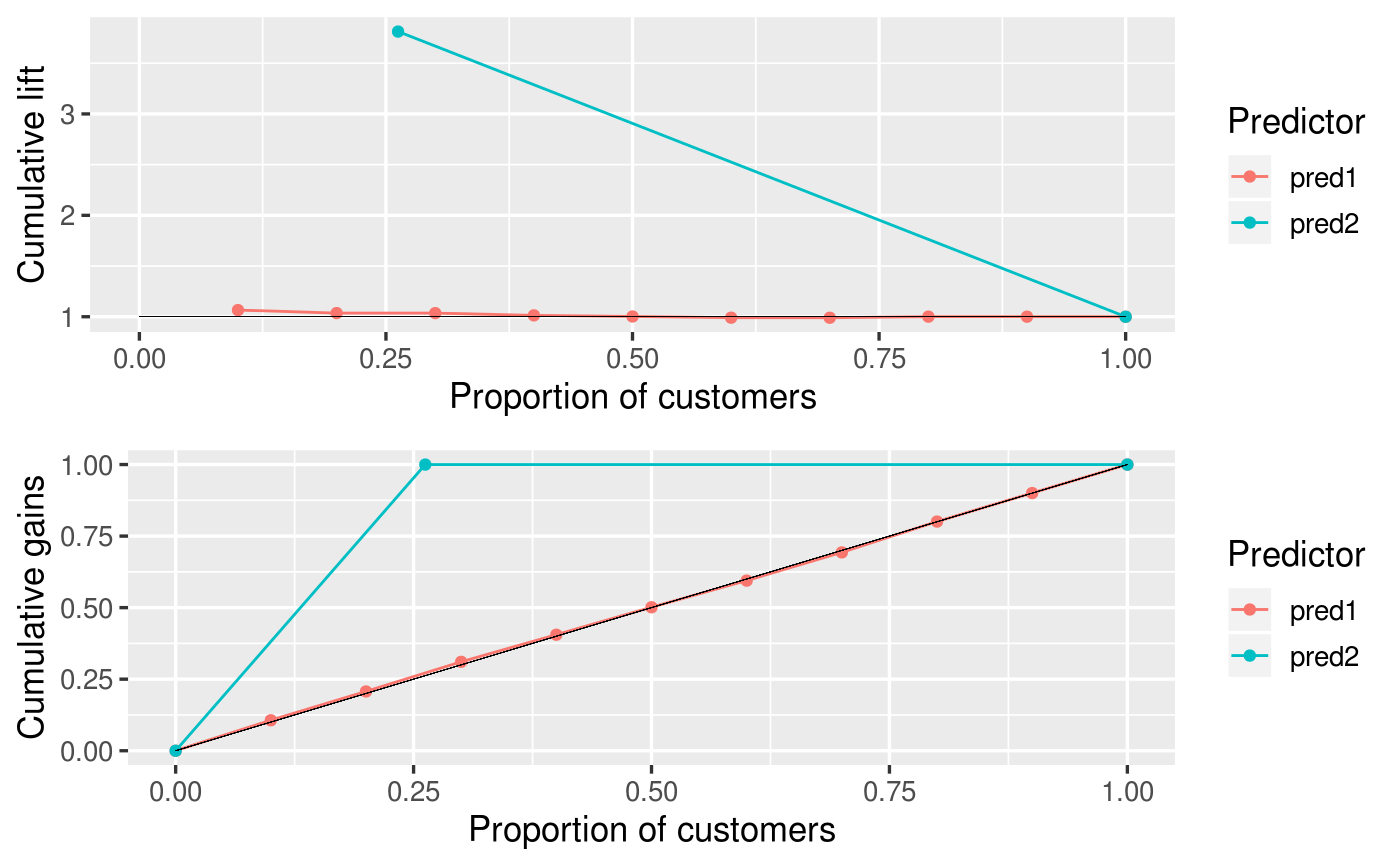 Cumulative lift
3
2
1
0.00 0.25 0.50 0.75 1.00
Proportion of customers
Predictor
pred1
pred2
Cumulative gains
1.00
0.75
0.50
0.25
0.00
0.00 0.25 0.50 0.75 1.00
Proportion of customers
Predictor
pred1
pred2